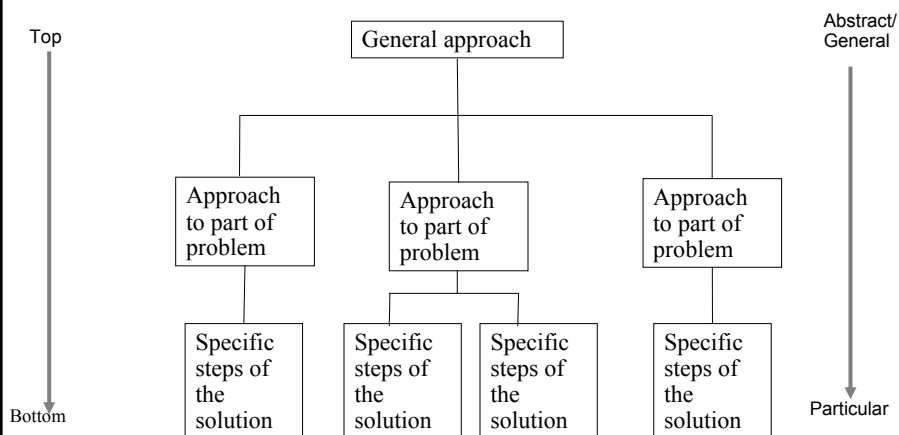 Top
General approach
Abstract/
General
Approach
to part of
problem
Approach
to part of
problem
Approach
to part of
problem
Specific
steps of
the
solution
Specific
steps of
the
solution
Specific
steps of
the
solution
Specific
steps of
the
solution
Bottom
Particular